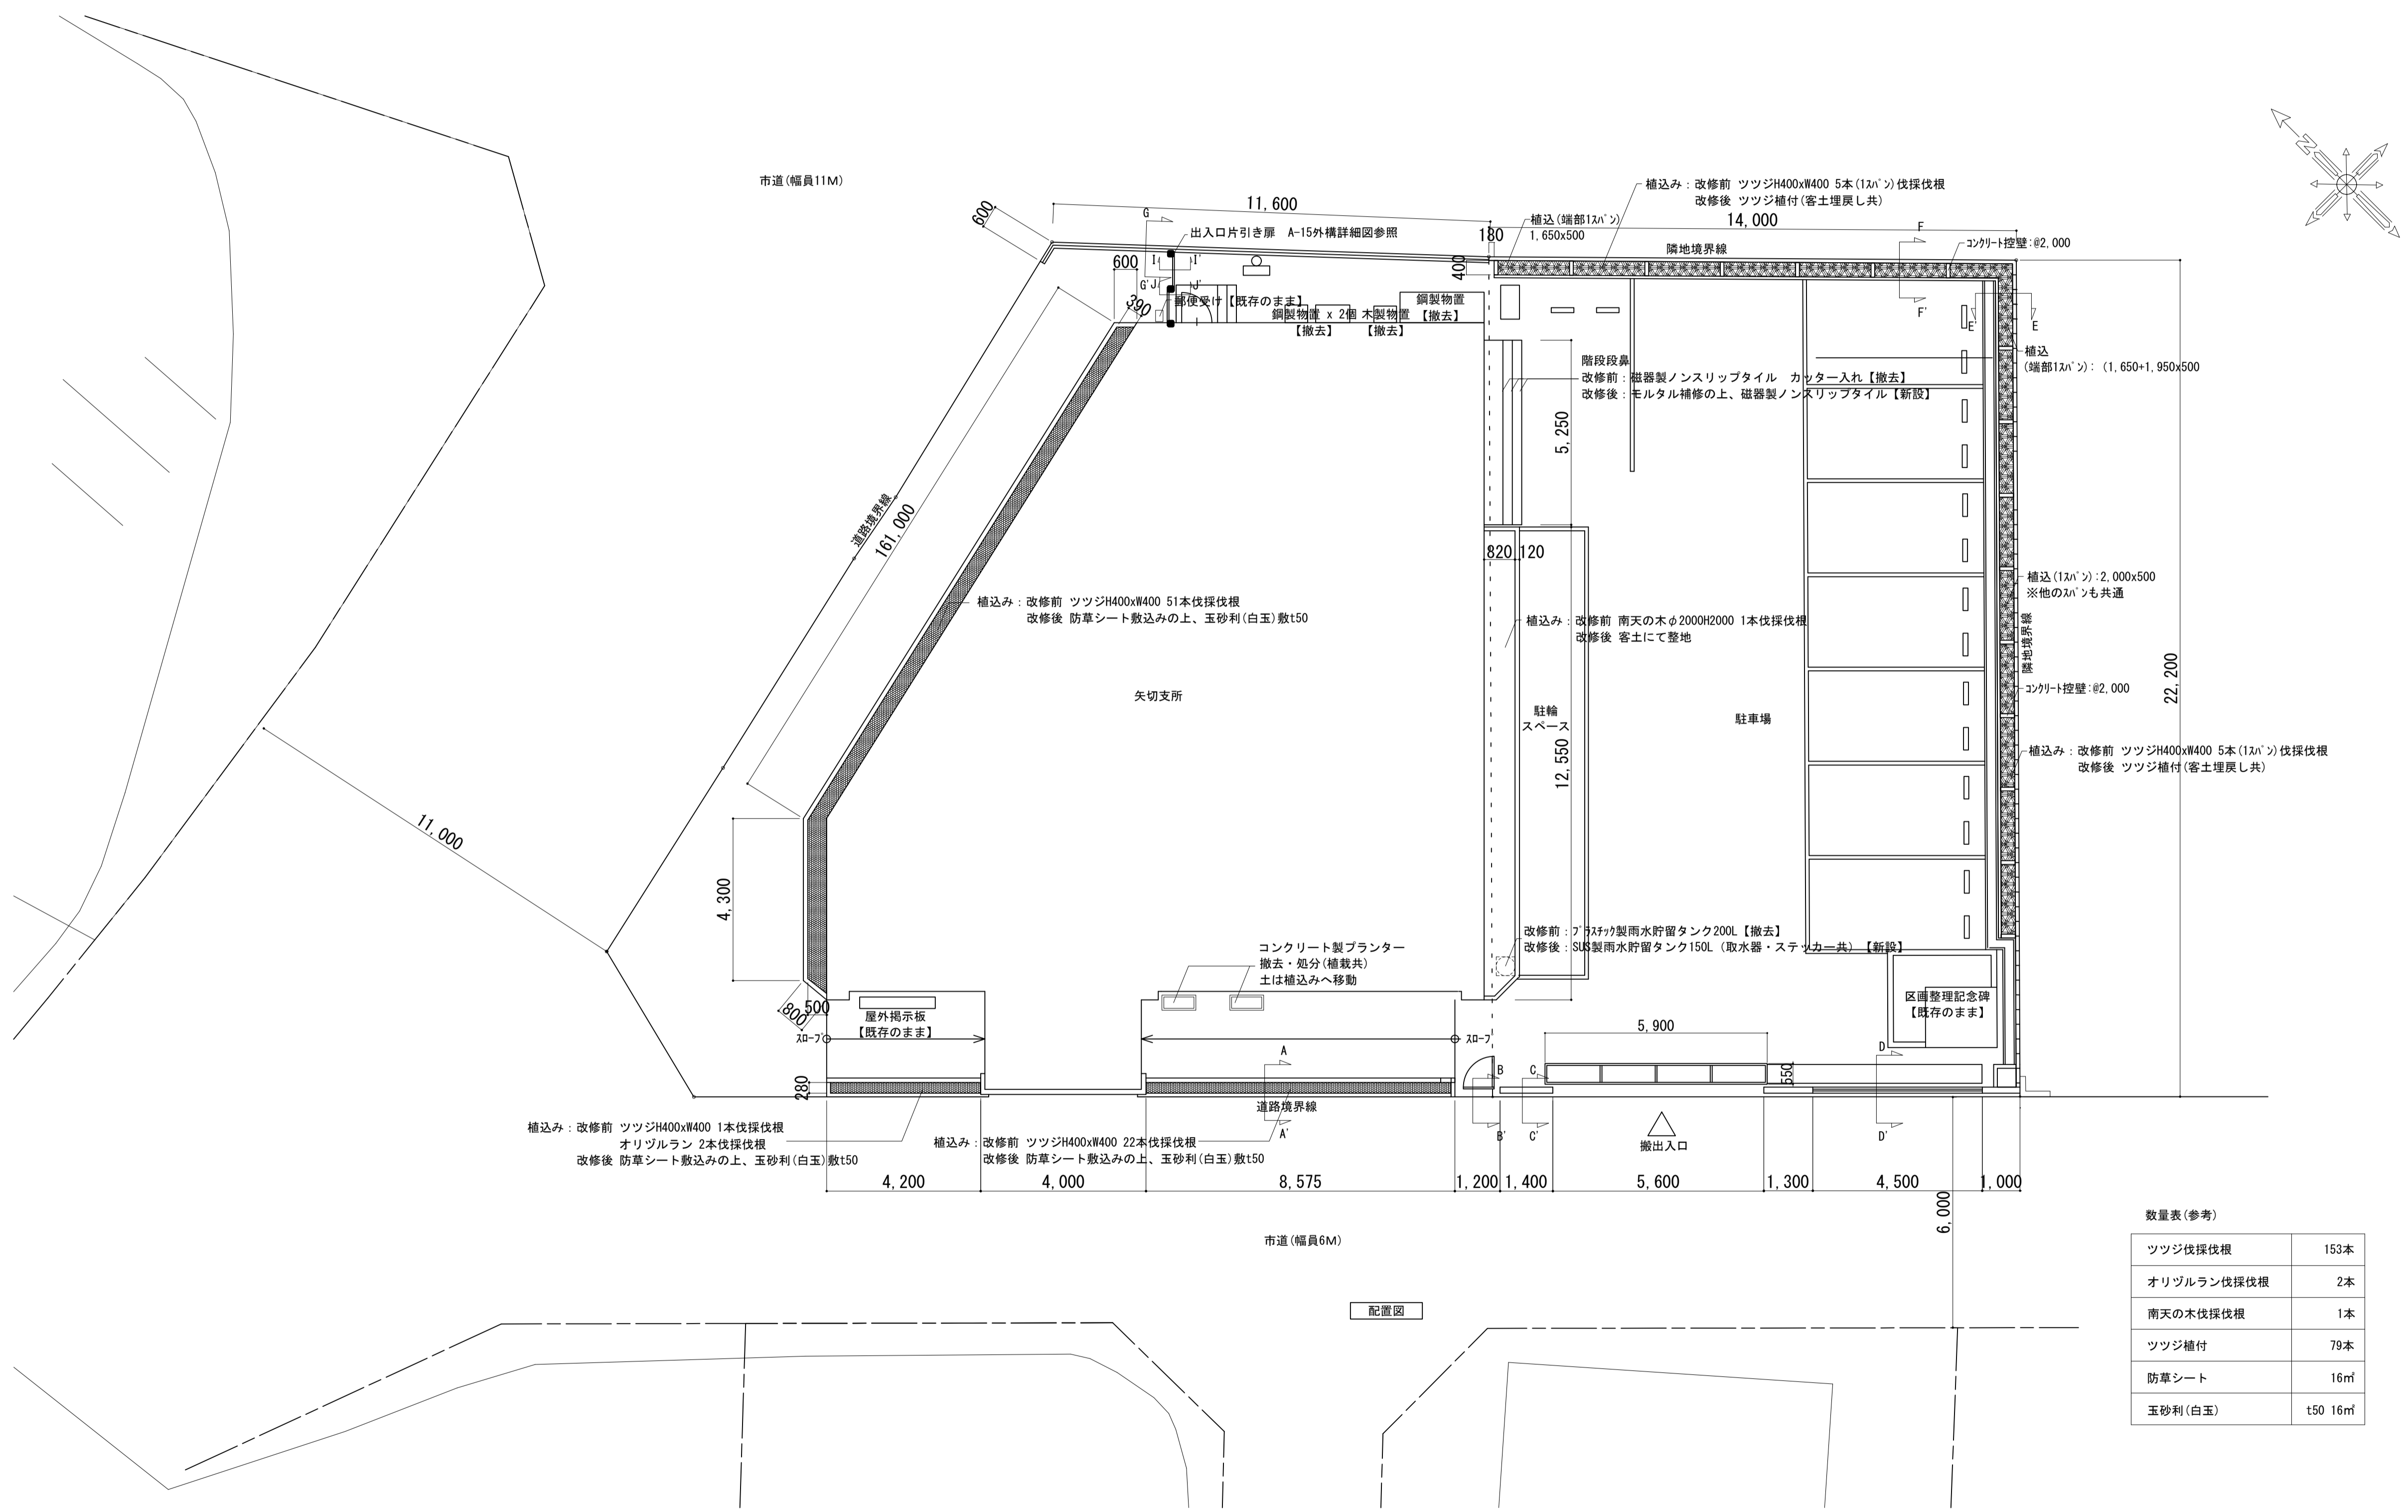 市道(幅員11M)
N
植込み：改修前 ツツジH400xW400 5本(1ｽﾊﾟﾝ)伐採伐根
改修後 ツツジ植付(客土埋戻し共)
600
11,600
G
植込(端部1ｽﾊﾟﾝ)
1,650x500
14,000
180
F
出入口片引き扉　A-15外構詳細図参照
隣地境界線
ｺﾝｸﾘｰﾄ控壁:@2,000
I
I'
600
400
G'
J
J'
390
郵便受け【既存のまま】
鋼製物置 x 2個
【撤去】
木製物置
【撤去】
鋼製物置
【撤去】
F'
E'
E
植込
(端部1ｽﾊﾟﾝ)：(1,650+1,950x500
階段段鼻
改修前：磁器製ノンスリップタイル　カッター入れ【撤去】
改修後：モルタル補修の上、磁器製ノンスリップタイル【新設】
5,250
道路境界線
161,000
820
120
植込(1ｽﾊﾟﾝ):2,000x500
※他のｽﾊﾟﾝも共通
植込み：改修前 ツツジH400xW400 51本伐採伐根
改修後 防草シート敷込みの上、玉砂利(白玉)敷t50
植込み：改修前 南天の木φ2000H2000 1本伐採伐根
改修後 客土にて整地
隣地境界線
22,200
ｺﾝｸﾘｰﾄ控壁:@2,000
矢切支所
駐輪
スペース
駐車場
12,550
植込み：改修前 ツツジH400xW400 5本(1ｽﾊﾟﾝ)伐採伐根
改修後 ツツジ植付(客土埋戻し共)
11,000
4,300
改修前：ﾌﾟﾗｽﾁｯｸ製雨水貯留タンク200L【撤去】
改修後：SUS製雨水貯留タンク150L（取水器・ステッカー共）【新設】
コンクリート製プランター
撤去・処分(植栽共)
土は植込みへ移動
800
500
屋外掲示板
【既存のまま】
区画整理記念碑
【既存のまま】
ｽﾛｰﾌﾟ
ｽﾛｰﾌﾟ
5,900
A
B
C
D
550
280
道路境界線
A'
B'
C'
D'
搬出入口
植込み：改修前 ツツジH400xW400 1本伐採伐根
オリヅルラン 2本伐採伐根
改修後 防草シート敷込みの上、玉砂利(白玉)敷t50
植込み：改修前 ツツジH400xW400 22本伐採伐根
改修後 防草シート敷込みの上、玉砂利(白玉)敷t50
4,200
4,000
8,575
1,200
1,400
5,600
1,300
4,500
1,000
6,000
市道(幅員6M)
配置図
数量表(参考)
ツツジ伐採伐根 153本
オリヅルラン伐採伐根 2本
南天の木伐採伐根 1本
ツツジ植付 79本
防草シート 16㎡
玉砂利(白玉) t50 16㎡